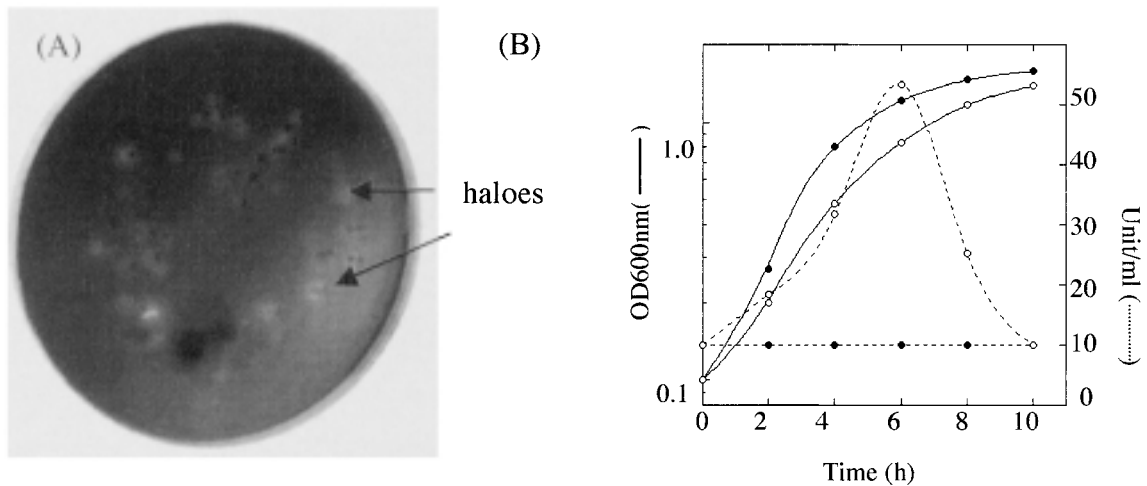 (A)
haloes
(B)
OD600nm( —— )
1.0
0.1
0 2 4 6 8 10
Time (h)
50
40
30
20
10
0
Unit/ml (........)